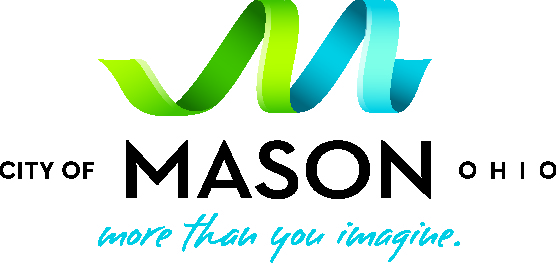 CITY OF MASON OHIO
more than you imagine.